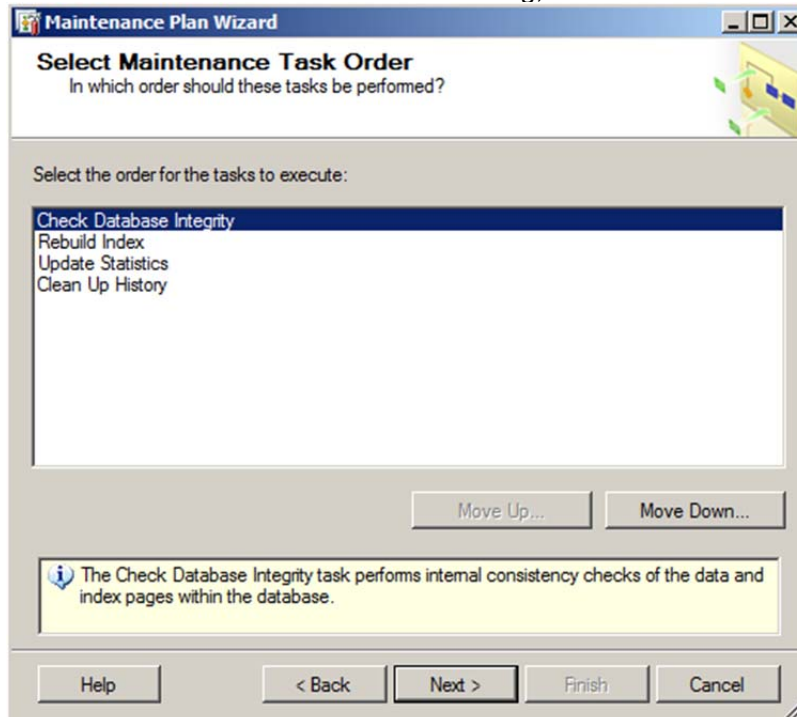 Maintenance Plan Wizard
Select Maintenance Task Order
In which order should these tasks be performed?
Select the order for the tasks to execute:
Check Database Integrity
Rebuild Index
Update Statistics
Clean Up History
Move Up...
Move Down...
The Check Database Integrity task performs internal consistency checks of the data and
index pages within the database.
Help
< Back
Next >
Finish
Cancel